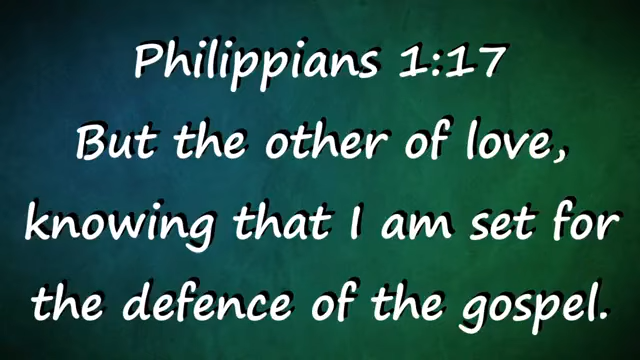 Philippians 1:17
But the other of love,
knowing that I am set for
the defence of the gospel.